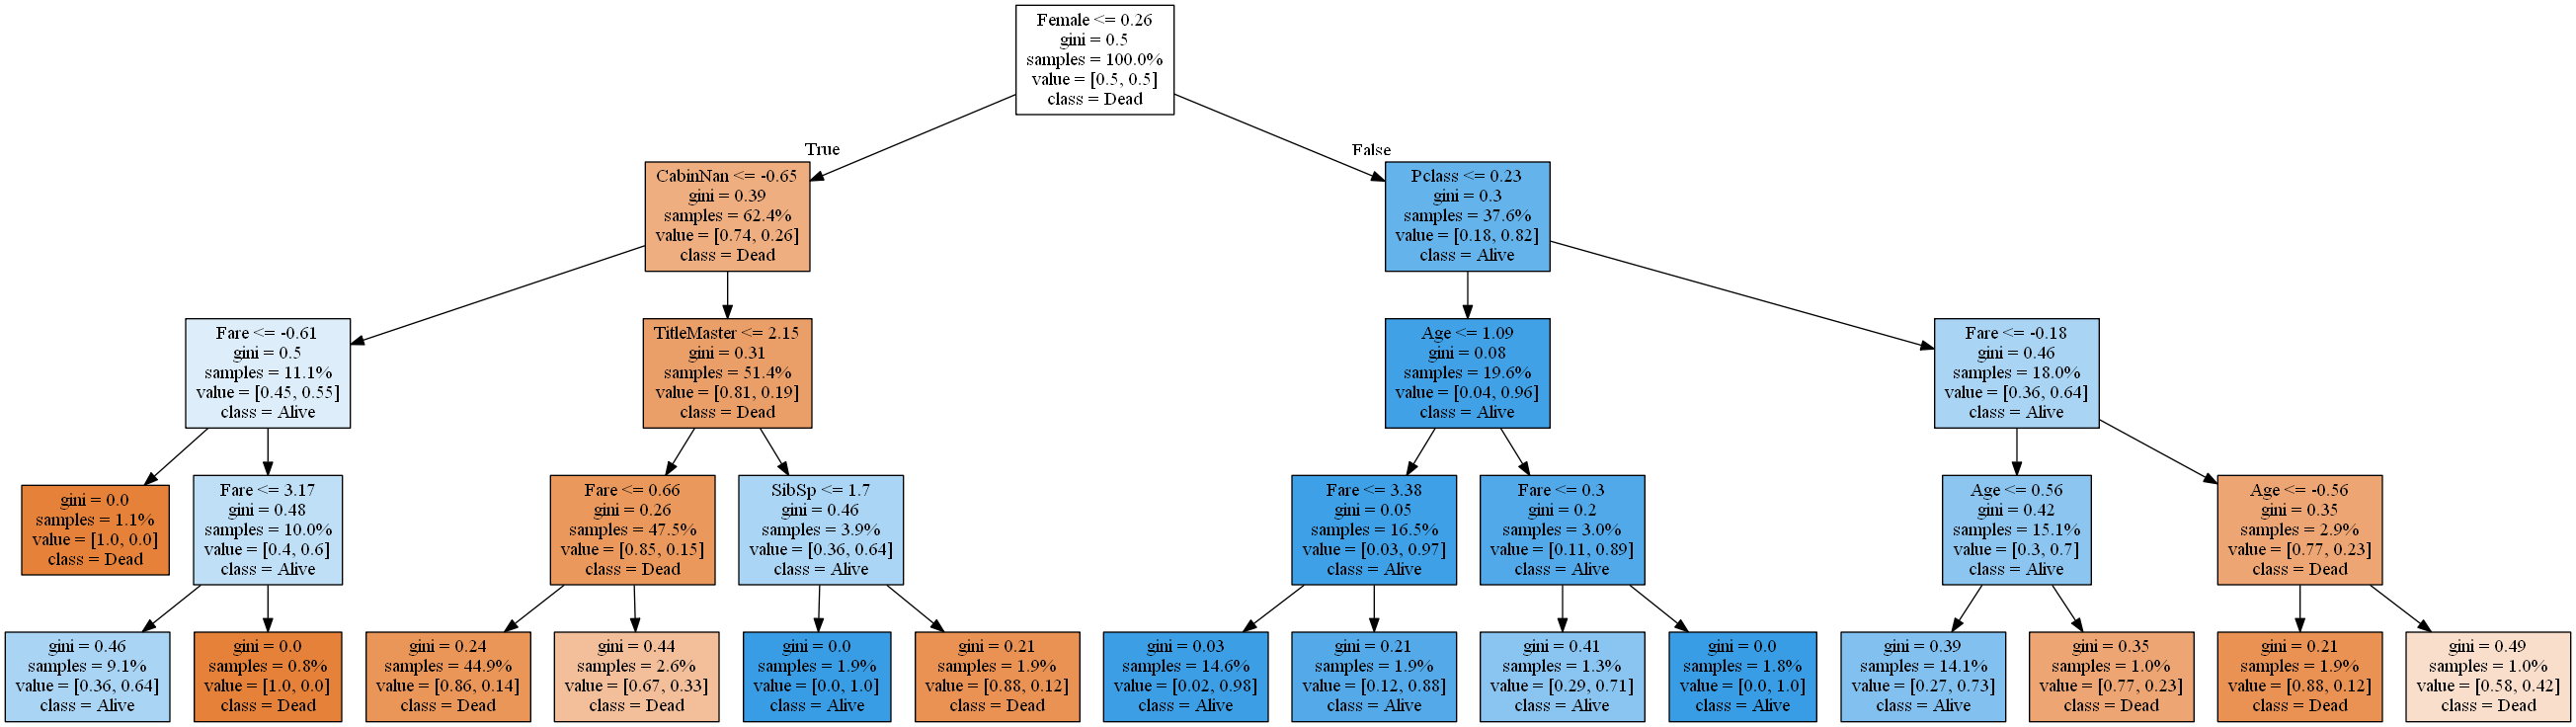 Female <= 0.26
gini = 0.5
samples = 100.0%
value = [0.5, 0.5]
class = Dead
True
False
CabinNan <= -0.65
gini = 0.39
samples = 62.4%
value = [0.74, 0.26]
class = Dead
Pclass <= 0.23
gini = 0.3
samples = 37.6%
value = [0.18, 0.82]
class = Alive
Fare <= -0.61
gini = 0.5
samples = 11.1%
value = [0.45, 0.55]
class = Alive
TitleMaster <= 2.15
gini = 0.31
samples = 51.4%
value = [0.81, 0.19]
class = Dead
Age <= 1.09
gini = 0.08
samples = 19.6%
value = [0.04, 0.96]
class = Alive
Fare <= -0.18
gini = 0.46
samples = 18.0%
value = [0.36, 0.64]
class = Alive
gini = 0.0
samples = 1.1%
value = [1.0, 0.0]
class = Dead
Fare <= 3.17
gini = 0.48
samples = 10.0%
value = [0.4, 0.6]
class = Alive
Fare <= 0.66
gini = 0.26
samples = 47.5%
value = [0.85, 0.15]
class = Dead
SibSp <= 1.7
gini = 0.46
samples = 3.9%
value = [0.36, 0.64]
class = Alive
Fare <= 3.38
gini = 0.05
samples = 16.5%
value = [0.03, 0.97]
class = Alive
Fare <= 0.3
gini = 0.2
samples = 3.0%
value = [0.11, 0.89]
class = Alive
Age <= 0.56
gini = 0.42
samples = 15.1%
value = [0.3, 0.7]
class = Alive
Age <= -0.56
gini = 0.35
samples = 2.9%
value = [0.77, 0.23]
class = Dead
gini = 0.46
samples = 9.1%
value = [0.36, 0.64]
class = Alive
gini = 0.0
samples = 0.8%
value = [1.0, 0.0]
class = Dead
gini = 0.24
samples = 44.9%
value = [0.86, 0.14]
class = Dead
gini = 0.44
samples = 2.6%
value = [0.67, 0.33]
class = Dead
gini = 0.0
samples = 1.9%
value = [0.0, 1.0]
class = Alive
gini = 0.21
samples = 1.9%
value = [0.88, 0.12]
class = Dead
gini = 0.03
samples = 14.6%
value = [0.02, 0.98]
class = Alive
gini = 0.21
samples = 1.9%
value = [0.12, 0.88]
class = Alive
gini = 0.41
samples = 1.3%
value = [0.29, 0.71]
class = Alive
gini = 0.0
samples = 1.8%
value = [0.0, 1.0]
class = Alive
gini = 0.39
samples = 14.1%
value = [0.27, 0.73]
class = Alive
gini = 0.35
samples = 1.0%
value = [0.77, 0.23]
class = Dead
gini = 0.21
samples = 1.9%
value = [0.88, 0.12]
class = Dead
gini = 0.49
samples = 1.0%
value = [0.58, 0.42]
class = Dead